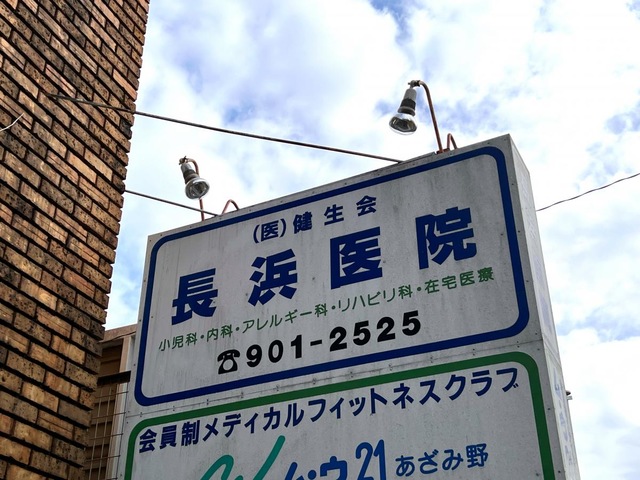 (医)健生会
長浜医院
小児科・内科・アレルギー科・リハビリ科・在宅医療
☎901-2525
会員制メディカルフィットネスクラブ
21あざみ野